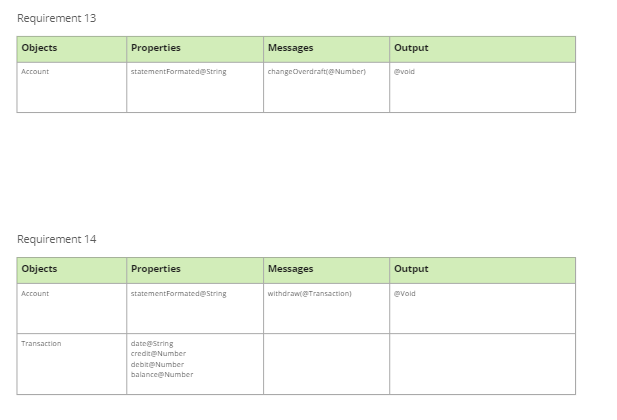 Requirement 13
Objects Properties Messages Output
Account statementFormated@String changeOverdraft(@Number) @void
Requirement 14
Objects Properties Messages Output
Account statementFormated@String withdraw(@Transaction) @Void
Transaction date@String
credit@Number
debit@Number
balance@Number